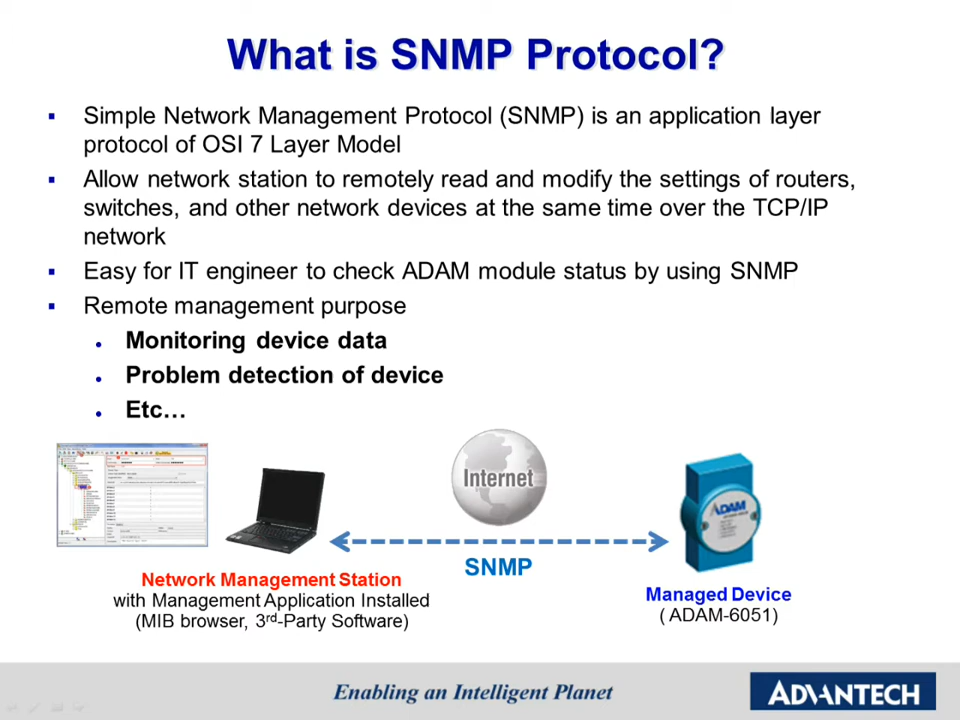 What is SNMP Protocol?
Simple Network Management Protocol (SNMP) is an application layer
protocol of OSI 7 Layer Model
Allow network station to remotely read and modify the settings of routers,
switches, and other network devices at the same time over the TCP/IP
network
Easy for IT engineer to check ADAM module status by using SNMP
Remote management purpose
Monitoring device data
Problem detection of device
Etc…
Internet
ADAM
SNMP
Network Management Station
with Management Application Installed
(MIB browser, 3rd-Party Software)
Managed Device
( ADAM-6051)
Enabling an Intelligent Planet
ADVANTECH